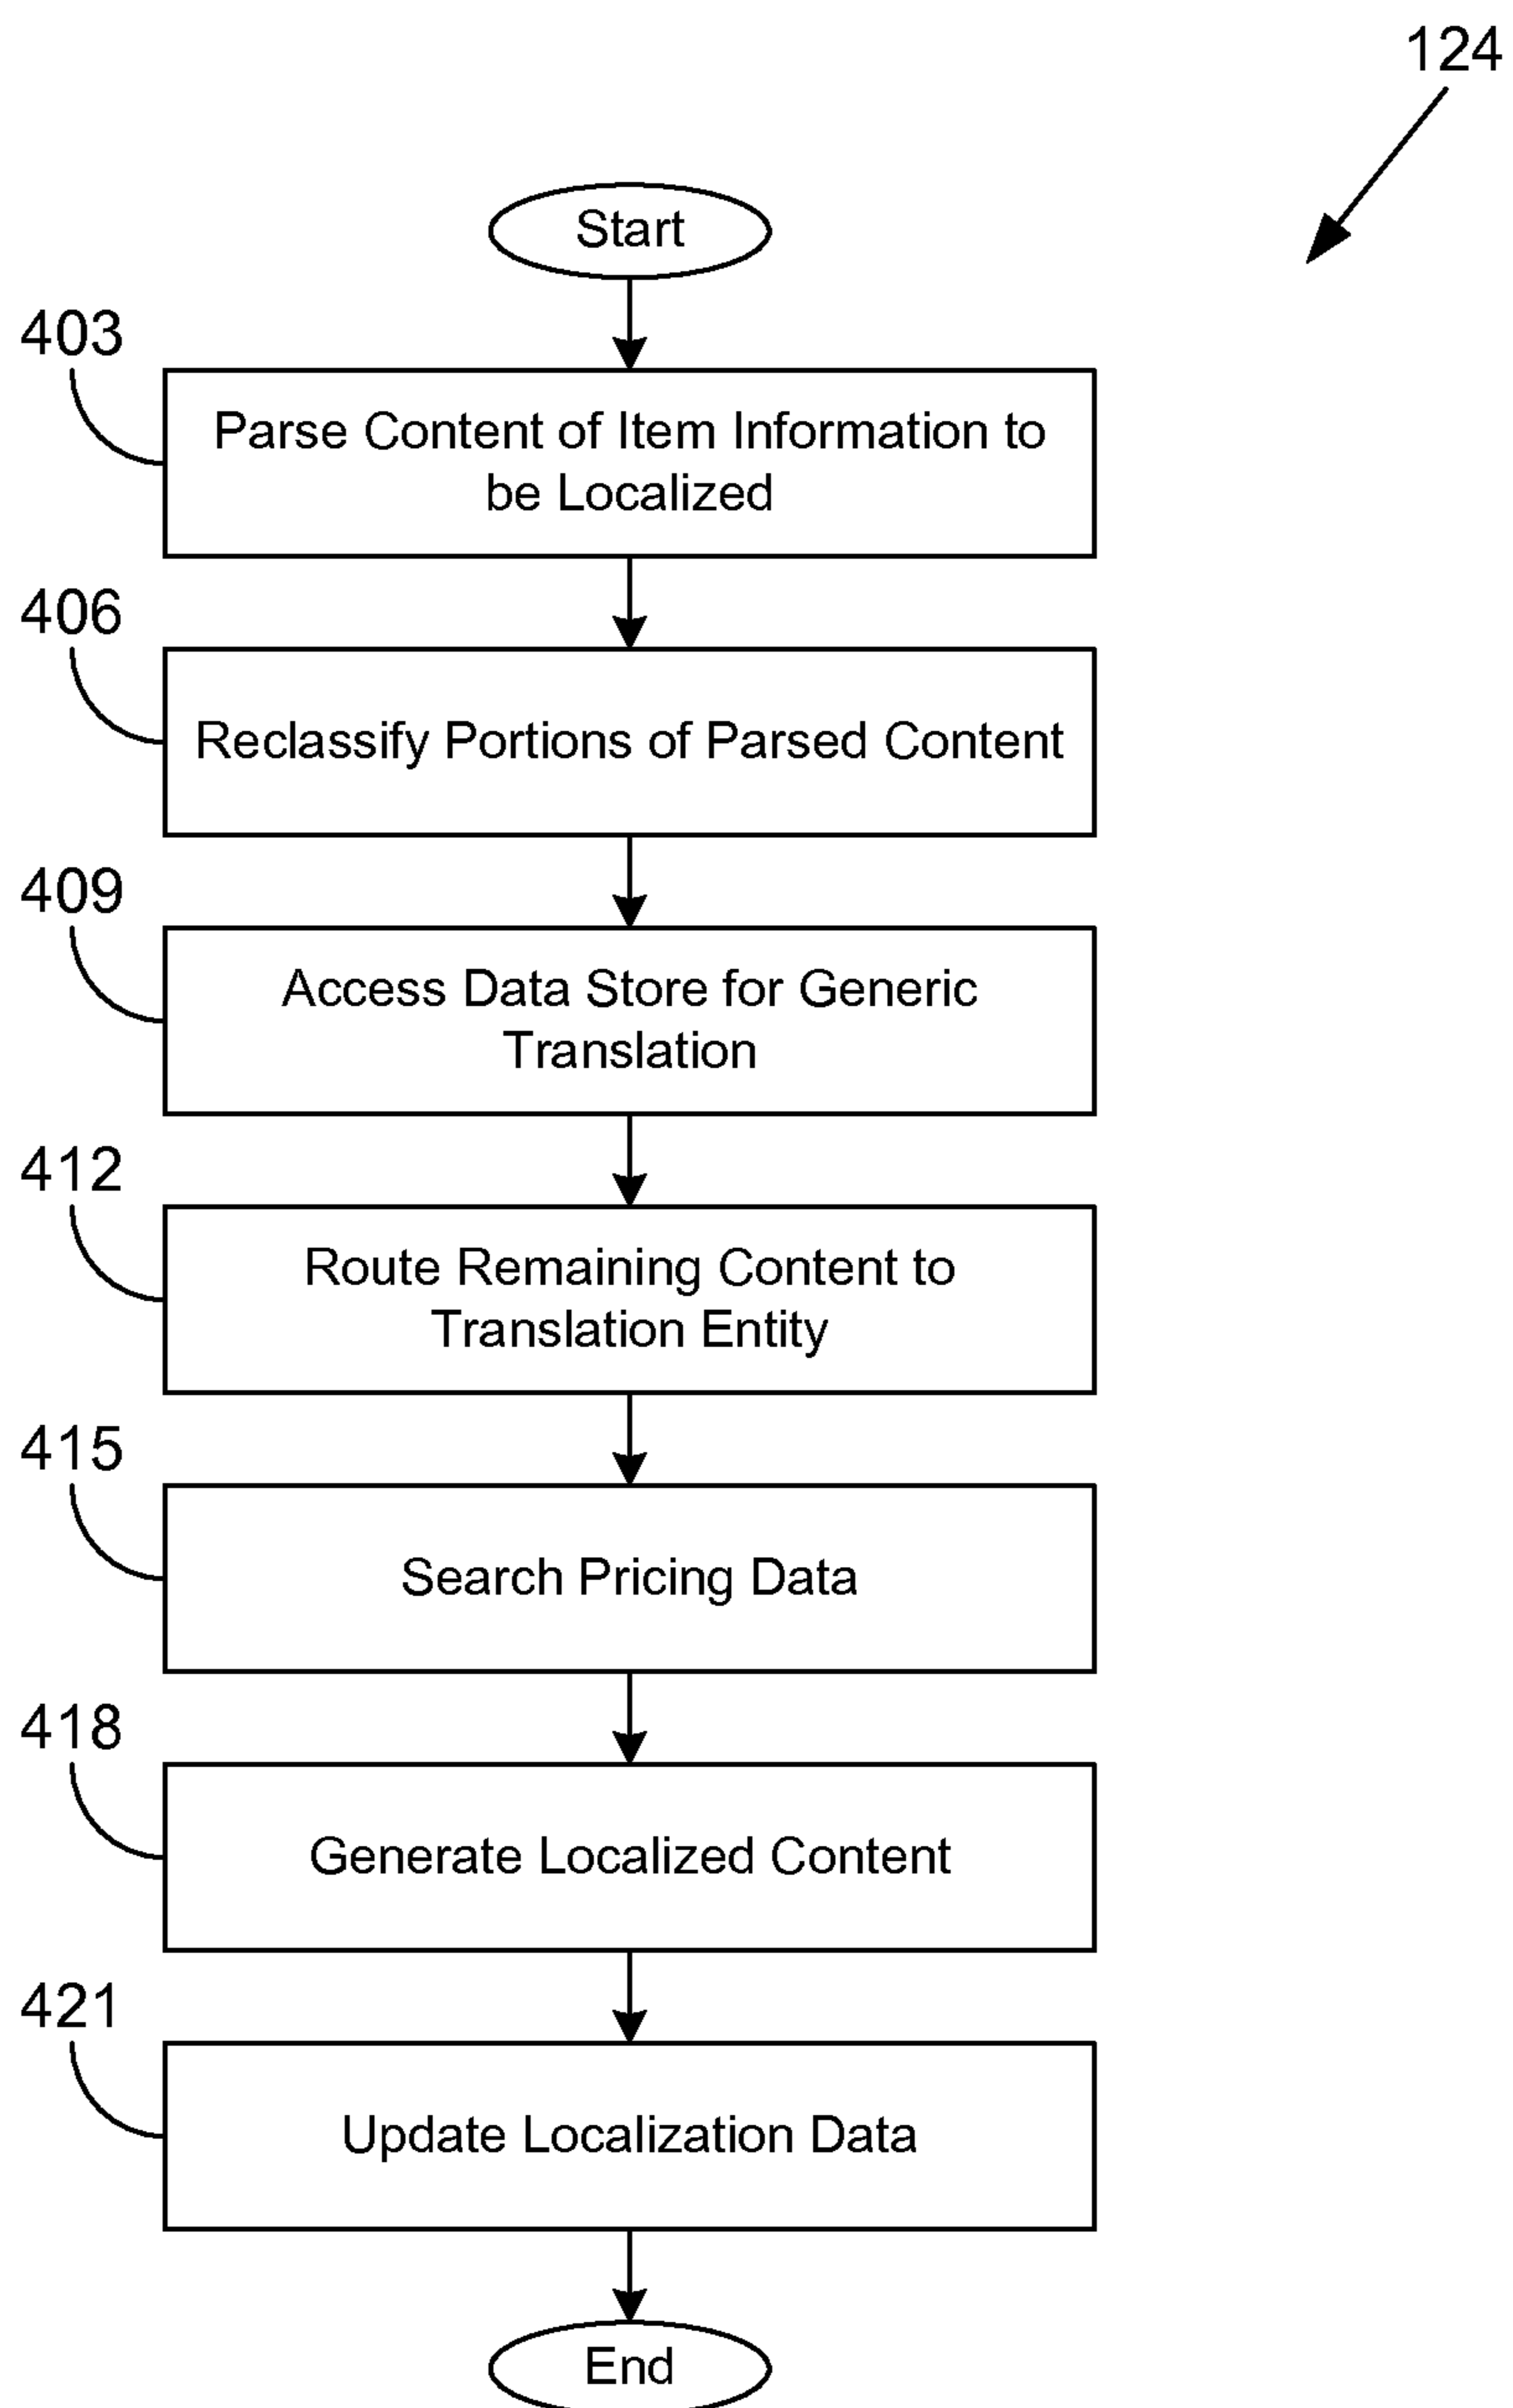 124
Start
403
Parse Content of Item Information to
be Localized
406
Reclassify Portions of Parsed Content
409
Access Data Store for Generic
Translation
412
Route Remaining Content to
Translation Entity
415
Search Pricing Data
418
Generate Localized Content
421
Update Localization Data
End